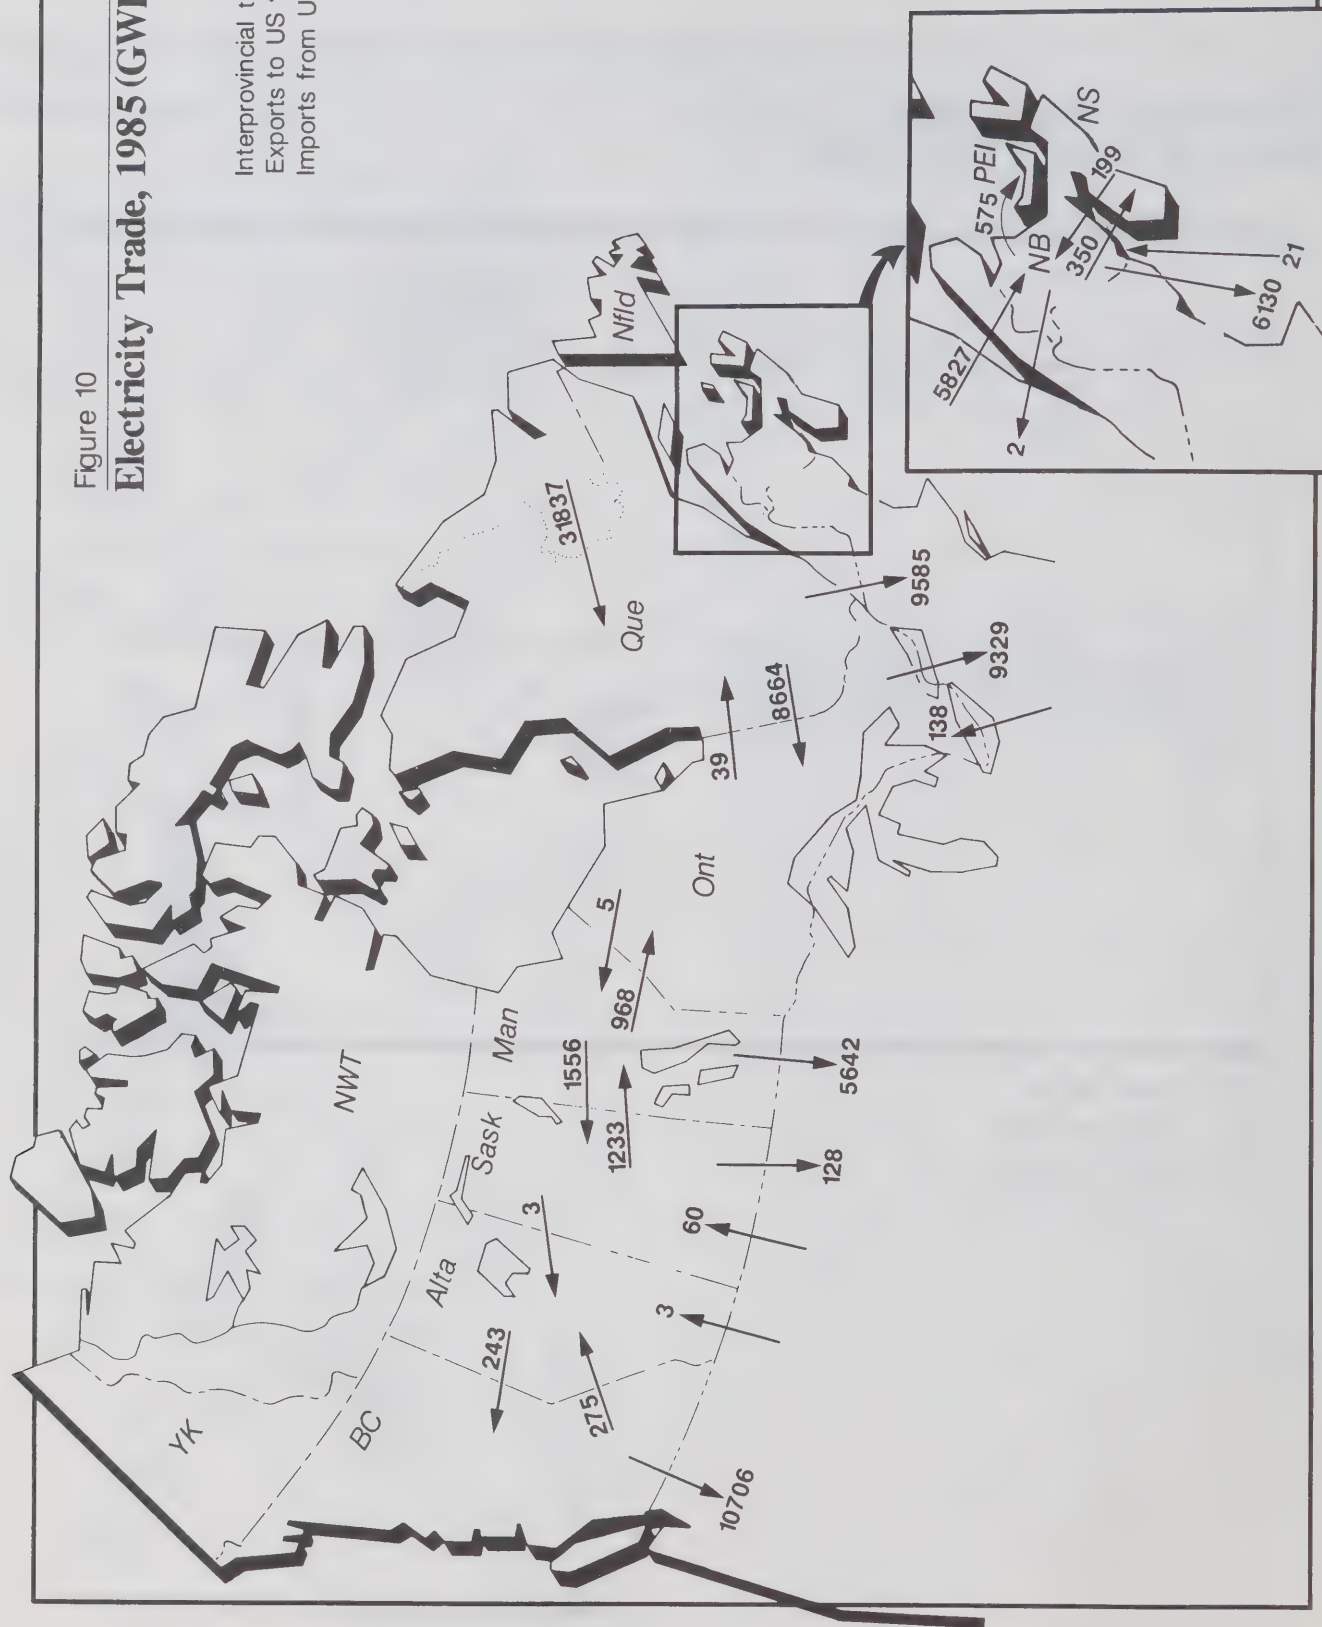 Figure 10
Electricity Trade, 1985 (GW
Interprovincial
Exports to US
Imports from
YK
NWT
BC
Alta
Sask
Man
Ont
Que
Nfld
243
275
10706
3
3
60
128
1556
1233
5642
5
968
39
8664
138
9329
9585
31837
5827
2
575 PEI
NB
NS
199
350
21
6130